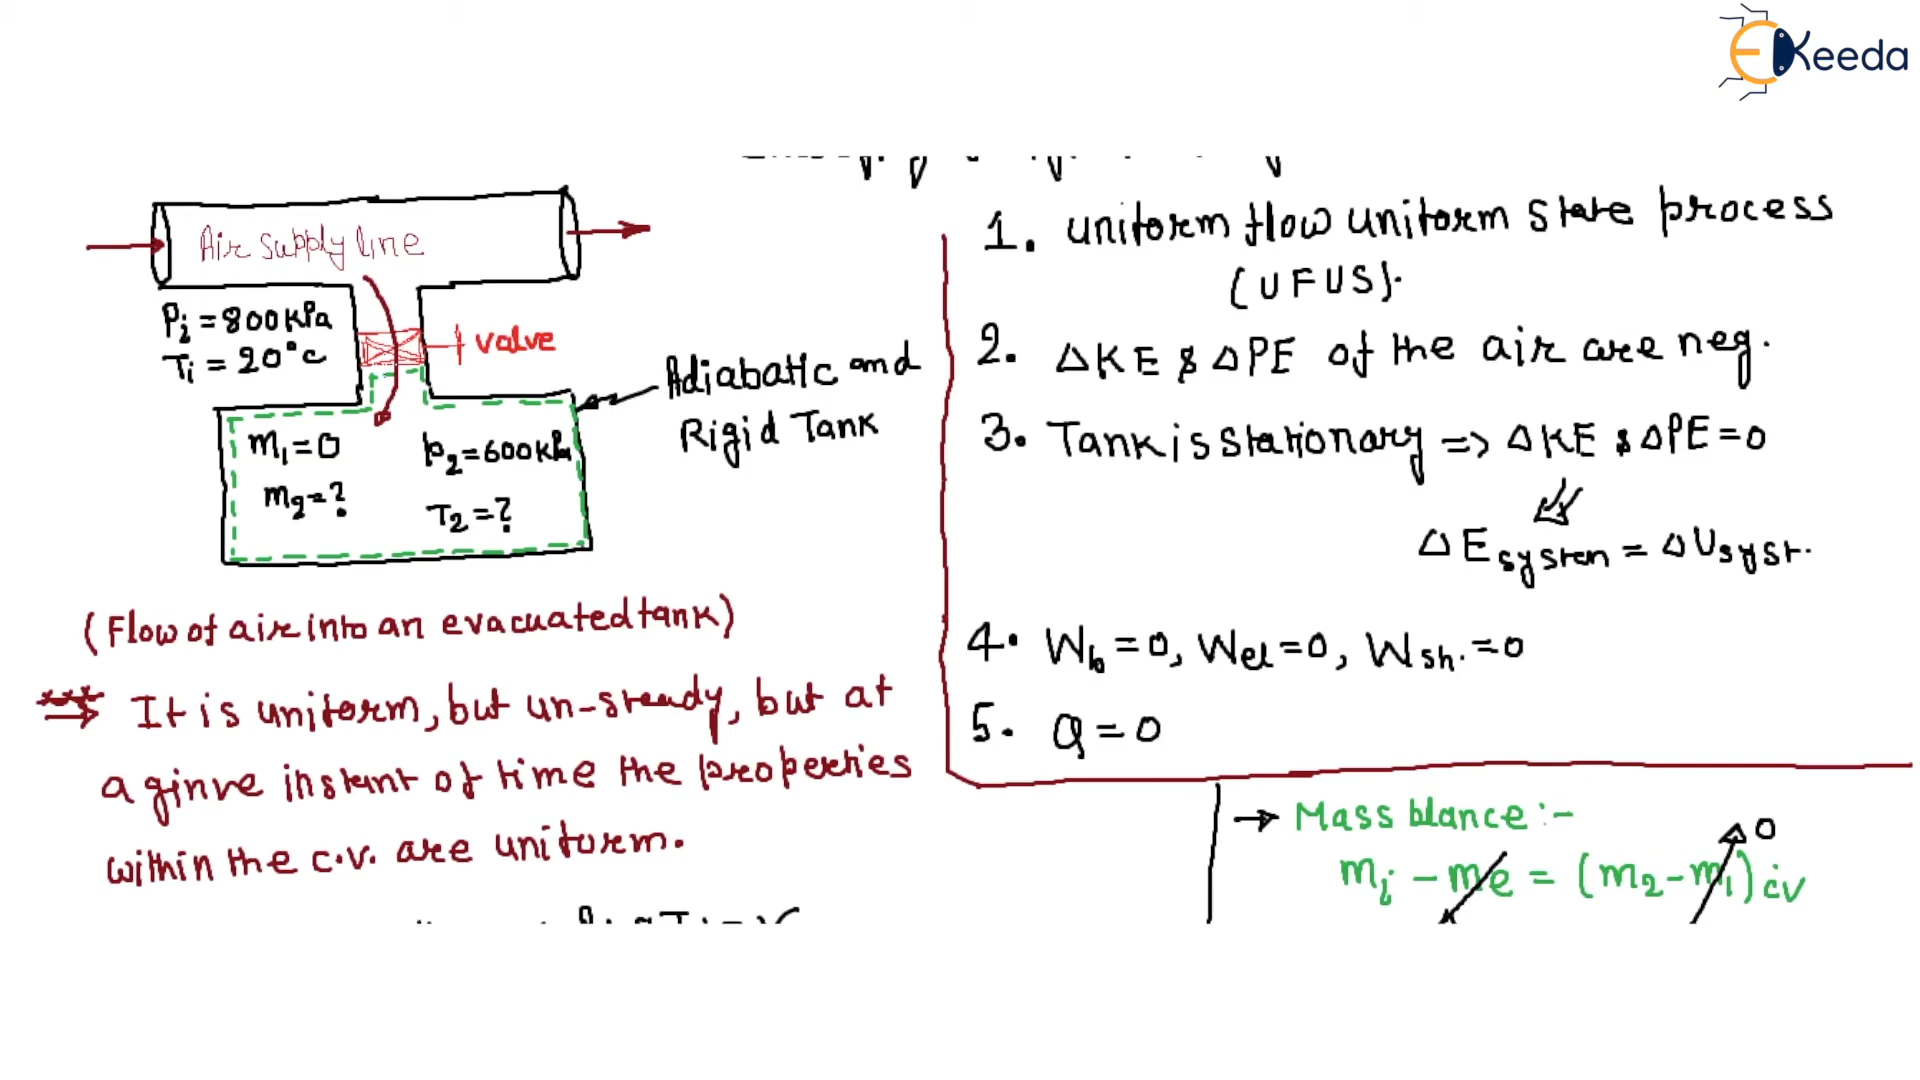 EKeeda
Air supply line
Pi = 800 kPa
Ti = 20°c
valve
Adiabatic and
Rigid Tank
m1 = 0
m2 = ?
p2 = 600 kPa
T2 = ?
(Flow of air into an evacuated tank)
⇒ It is uniform, but un-steady, but at
a ginve instant of time the properties
within the c.v. are uniform.
1. uniform flow uniform state process
(UFUS).
2. ΔKE & ΔPE of the air are neg.
3. Tank is stationary => ΔKE & ΔPE = 0
ΔE system = ΔU syst.
4. Wb = 0, Wel = 0, Wsh. = 0
5. Q = 0
→ Mass blance :-
0
mi - me = (m2 - m1) cv